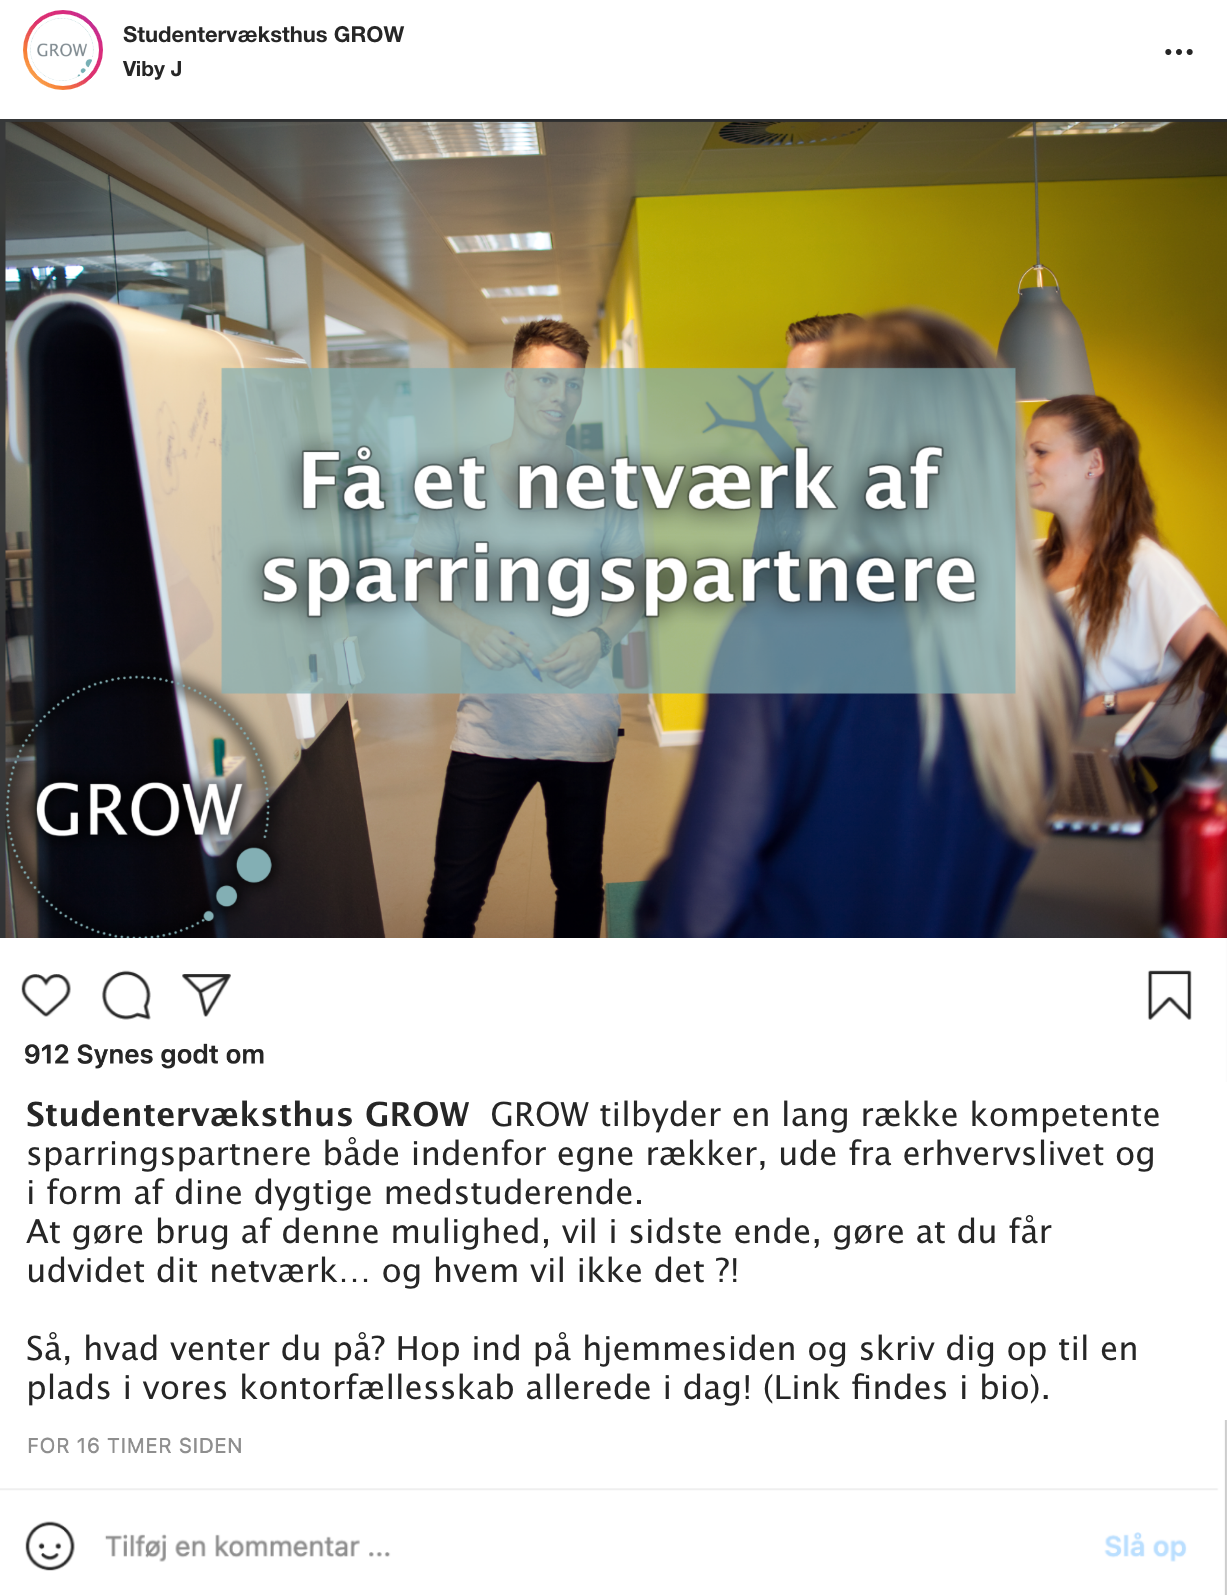 GROW
Studentervæksthus GROW
Viby J
Få et netværk af
sparringspartnere
GROW
912 Synes godt om
Studentervæksthus GROW GROW tilbyder en lang række kompetente
sparringspartnere både indenfor egne rækker, ude fra erhvervslivet og
i form af dine dygtige medstuderende.
At gøre brug af denne mulighed, vil i sidste ende, gøre at du får
udvidet dit netværk... og hvem vil ikke det ?!
Så, hvad venter du på? Hop ind på hjemmesiden og skriv dig op til en
plads i vores kontorfællesskab allerede i dag! (Link findes i bio).
FOR 16 TIMER SIDEN
Tilføj en kommentar ...
Slå op